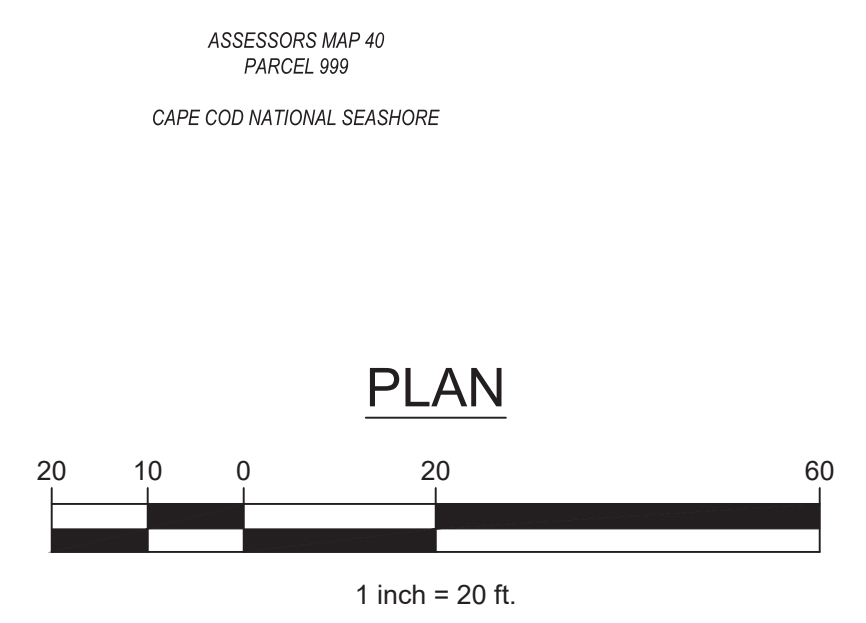 ASSESSORS MAP 40
PARCEL 999
CAPE COD NATIONAL SEASHORE
PLAN
20 10 0 20 60
1 inch = 20 ft.